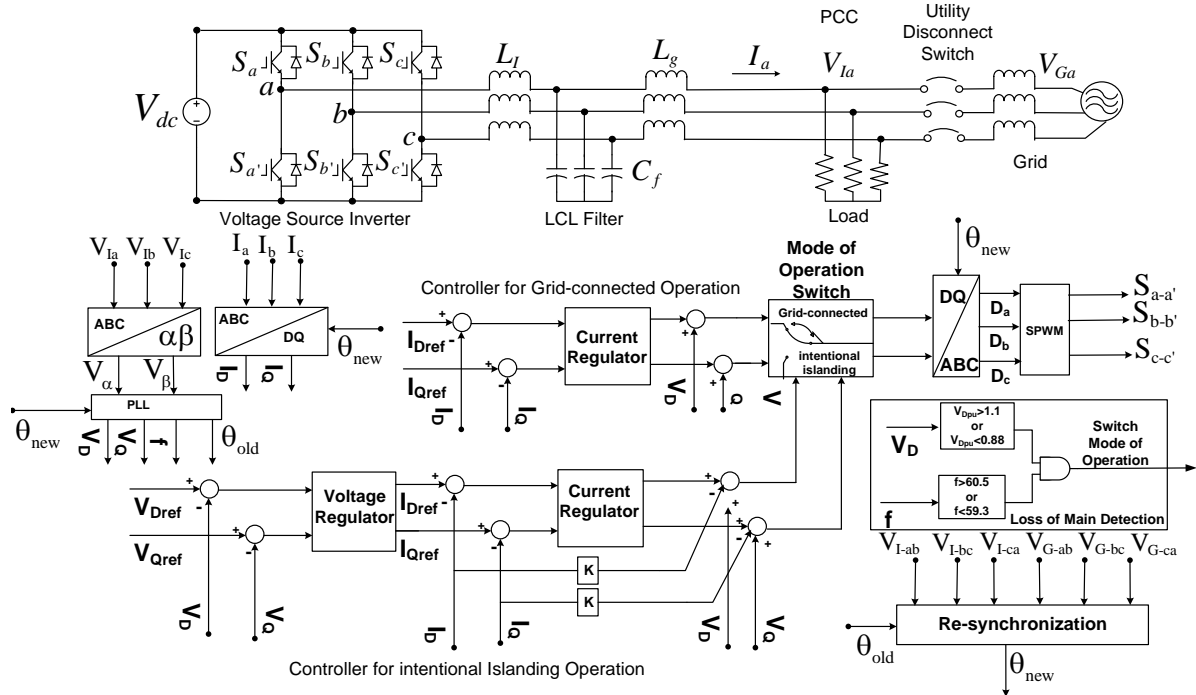 PCC
Utility
Disconnect
Switch
S_a
S_b
S_c
L_I
L_g
I_a
V_Ia
V_Ga
a
V_dc
b
c
S_a'
S_b'
S_c'
C_f
Grid
Voltage Source Inverter
LCL Filter
Load
V_Ia
V_Ib
V_Ic
I_a
I_b
I_c
Mode of
Operation
Switch
θ_new
Controller for Grid-connected Operation
ABC
αβ
ABC
DQ
θ_new
I_Dref
I_Qref
+
-
+
-
Current
Regulator
+
+
+
+
Grid-connected
intentional
islanding
DQ
ABC
D_a
D_b
D_c
SPWM
S_a-a'
S_b-b'
S_c-c'
V_α
V_β
I_D
I_Q
PLL
θ_new
V_D
V_Q
f
θ_old
I_D
I_Q
V_D
V
Q
V_Dpu>1.1
or
V_Dpu<0.88
V_D
Switch
Mode of
Operation
f>60.5
or
f<59.3
f
Loss of Main Detection
V_Dref
V_Qref
+
-
+
-
Voltage
Regulator
I_Dref
I_Qref
+
-
+
-
Current
Regulator
+
-
+
+
-
+
K
K
V_D
V_Q
I_D
I_Q
V_D
V_Q
V_I-ab
V_I-bc
V_I-ca
V_G-ab
V_G-bc
V_G-ca
Re-synchronization
θ_old
θ_new
Controller for intentional Islanding Operation